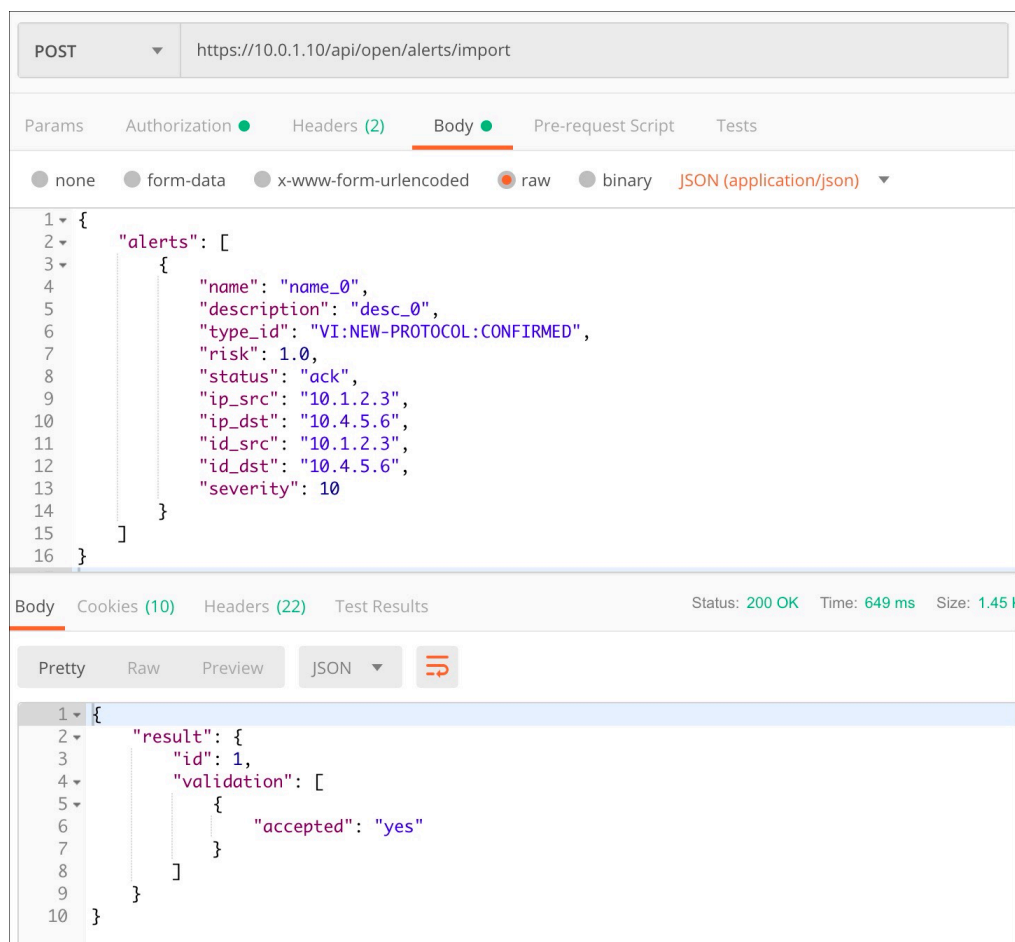 POST https://10.0.1.10/api/open/alerts/import
Params Authorization Headers (2) Body Pre-request Script Tests
none form-data x-www-form-urlencoded raw binary JSON (application/json)
1 {
2 "alerts": [
3 {
4 "name": "name_0",
5 "description": "desc_0",
6 "type_id": "VI:NEW-PROTOCOL:CONFIRMED",
7 "risk": 1.0,
8 "status": "ack",
9 "ip_src": "10.1.2.3",
10 "ip_dst": "10.4.5.6",
11 "id_src": "10.1.2.3",
12 "id_dst": "10.4.5.6",
13 "severity": 10
14 }
15 ]
16 }
Body Cookies (10) Headers (22) Test Results Status: 200 OK Time: 649 ms Size: 1.45
Pretty Raw Preview JSON
1 {
2 "result": {
3 "id": 1,
4 "validation": [
5 {
6 "accepted": "yes"
7 }
8 ]
9 }
10 }